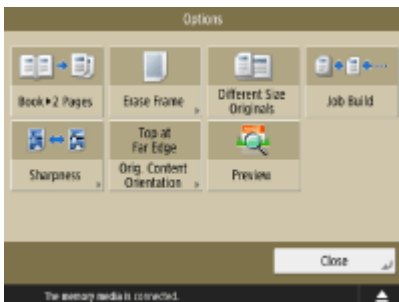 Options
Book▶2 Pages
Erase Frame
Different Size
Originals
Job Build
Sharpness
Top at
Far Edge
Orig. Content
Orientation
Preview
Close
The memory media is connected.